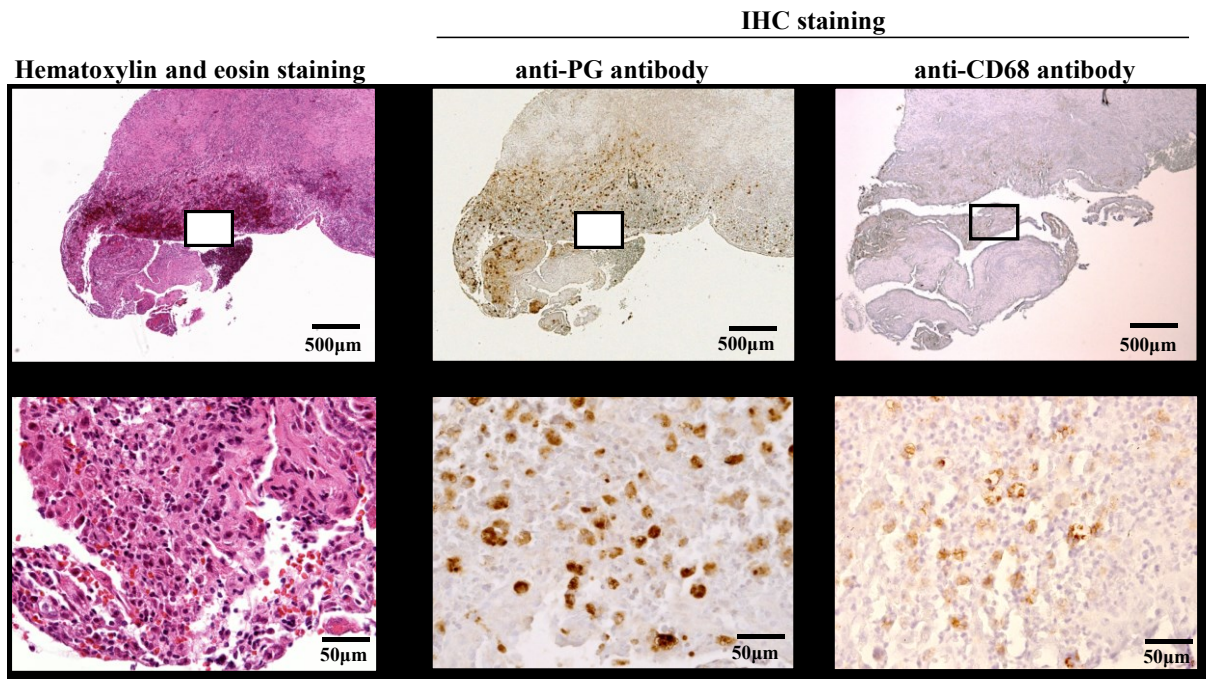 IHC staining
Hematoxylin and eosin staining
anti-PG antibody
anti-CD68 antibody
500μm
500μm
500μm
50μm
50μm
50μm